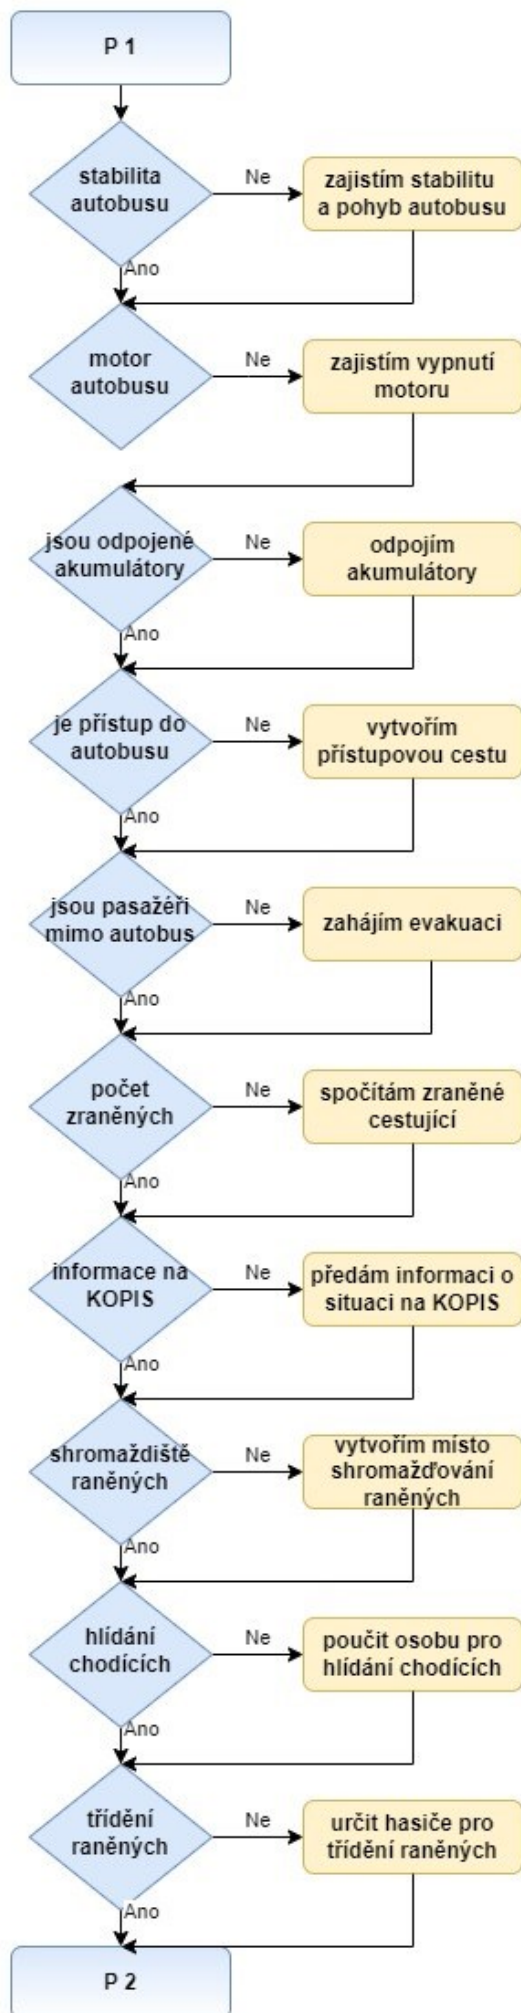 P 1
stabilita
autobusu
Ne
zajistím stabilitu
a pohyb autobusu
Ano
motor
autobusu
Ne
zajistím vypnutí
motoru
jsou odpojené
akumulátory
Ne
odpojím
akumulátory
Ano
je přístup do
autobusu
Ne
vytvořím
přístupovou cestu
Ano
jsou pasažéři
mimo autobus
Ne
zahájím evakuaci
Ano
počet
zraněných
Ne
spočítám zraněné
cestující
Ano
informace na
KOPIS
Ne
předám informaci o
situaci na KOPIS
Ano
shromaždiště
raněných
Ne
vytvořím místo
shromažďování
raněných
Ano
hlídání
chodících
Ne
poučit osobu pro
hlídání chodících
Ano
třídění
raněných
Ne
určit hasiče pro
třídění raněných
Ano
P 2